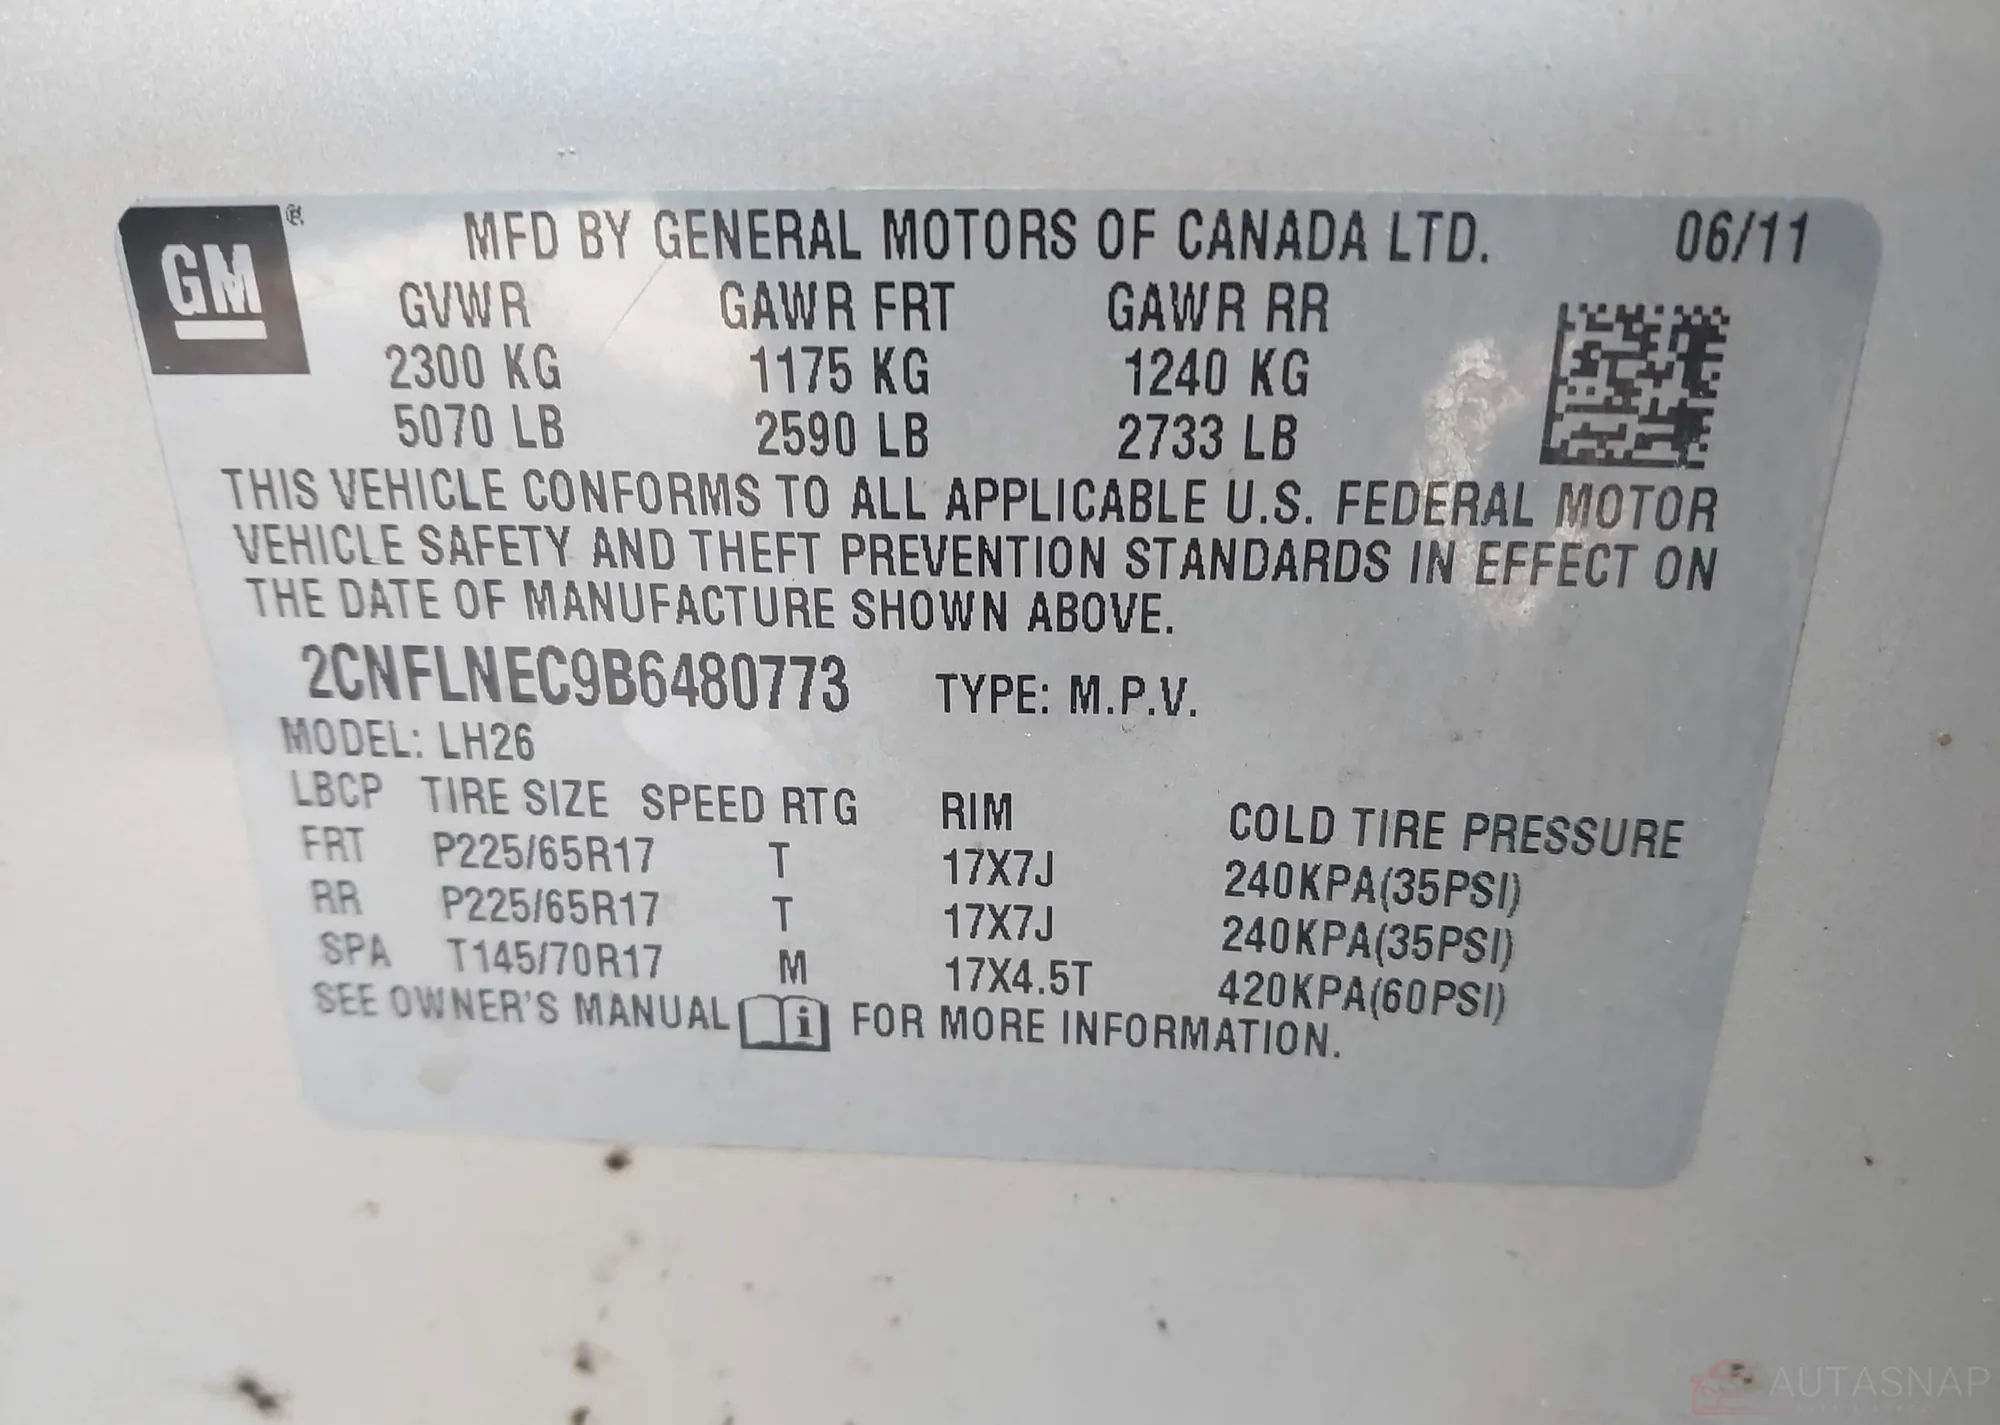 GM ® MFD BY GENERAL MOTORS OF CANADA LTD. 06/11
GVWR GAWR FRT GAWR RR
2300 KG 1175 KG 1240 KG
5070 LB 2590 LB 2733 LB
THIS VEHICLE CONFORMS TO ALL APPLICABLE U.S. FEDERAL MOTOR
VEHICLE SAFETY AND THEFT PREVENTION STANDARDS IN EFFECT ON
THE DATE OF MANUFACTURE SHOWN ABOVE.
2CNFLNEC9B6480773 TYPE: M.P.V.
MODEL: LH26
LBCP TIRE SIZE SPEED RTG RIM COLD TIRE PRESSURE
FRT P225/65R17 T 17X7J 240KPA(35PSI)
RR P225/65R17 T 17X7J 240KPA(35PSI)
SPA T145/70R17 M 17X4.5T 420KPA(60PSI)
SEE OWNER'S MANUAL i FOR MORE INFORMATION.
AUTASNAP